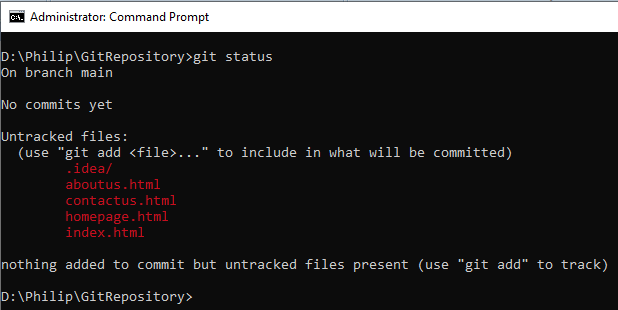 Administrator: Command Prompt
D:\Philip\GitRepository>git status
On branch main
No commits yet
Untracked files:
(use "git add <file>..." to include in what will be committed)
.idea/
aboutus.html
contactus.html
homepage.html
index.html
nothing added to commit but untracked files present (use "git add" to track)
D:\Philip\GitRepository>